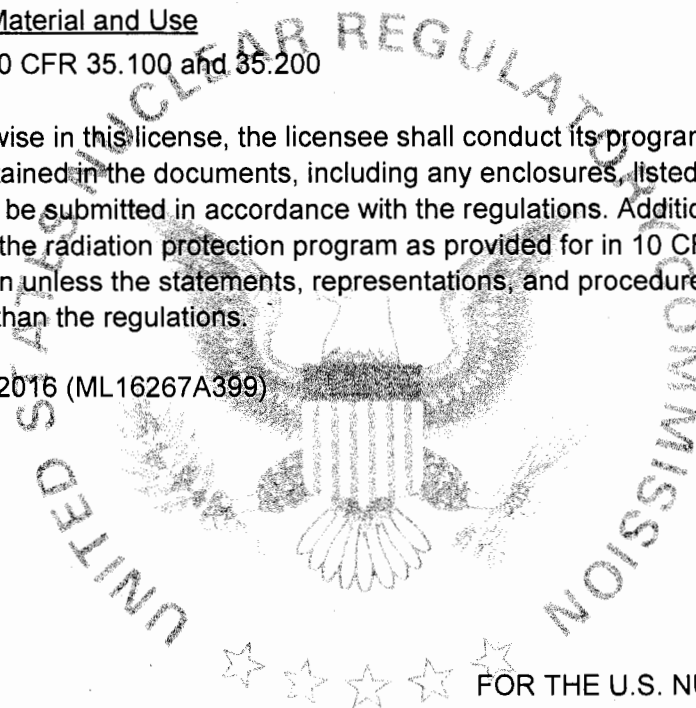 Material and Use
0 CFR 35.100 and 35.200
wise in this license, the licensee shall conduct its program
tained in the documents, including any enclosures, listed
be submitted in accordance with the regulations. Additio
the radiation protection program as provided for in 10 CF
n unless the statements, representations, and procedure
than the regulations.
2016 (ML16267A399)
UNITED STATES NUCLEAR REGULATORY COMMISSION
FOR THE U.S. NU